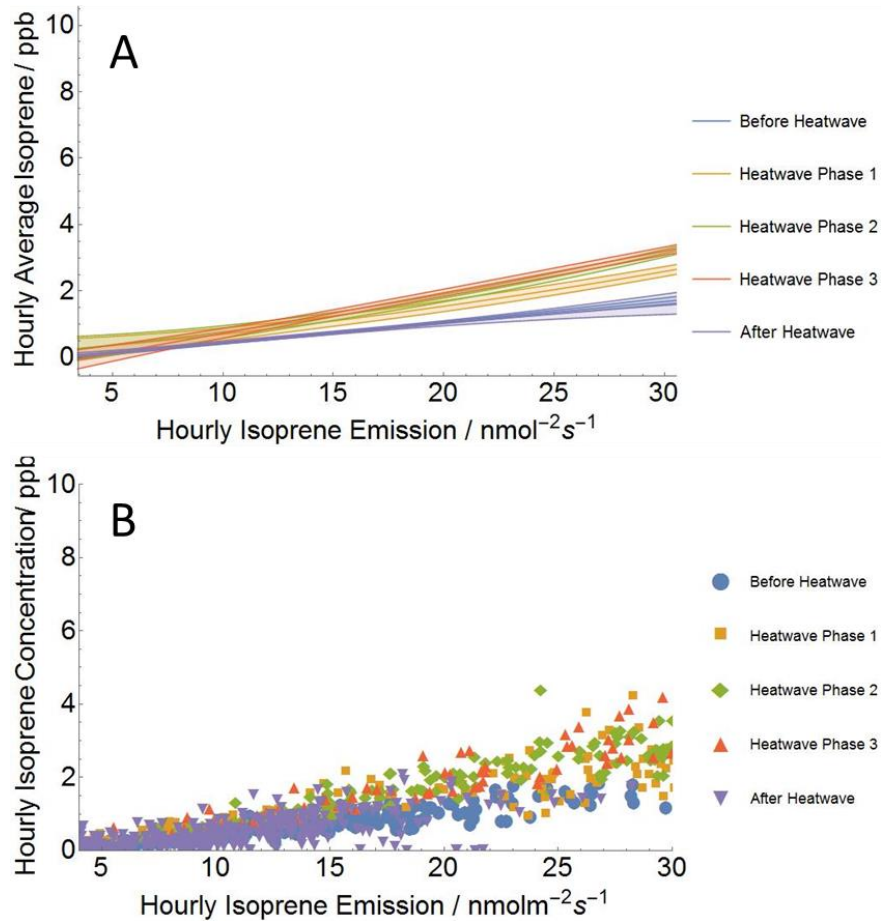 A
Hourly Average Isoprene / ppb
10
8
6
4
2
0
5 10 15 20 25 30
Hourly Isoprene Emission / nmol⁻²s⁻¹
Before Heatwave
Heatwave Phase 1
Heatwave Phase 2
Heatwave Phase 3
After Heatwave
B
Hourly Isoprene Concentration/ ppb
10
8
6
4
2
0
5 10 15 20 25 30
Hourly Isoprene Emission / nmolm⁻²s⁻¹
Before Heatwave
Heatwave Phase 1
Heatwave Phase 2
Heatwave Phase 3
After Heatwave